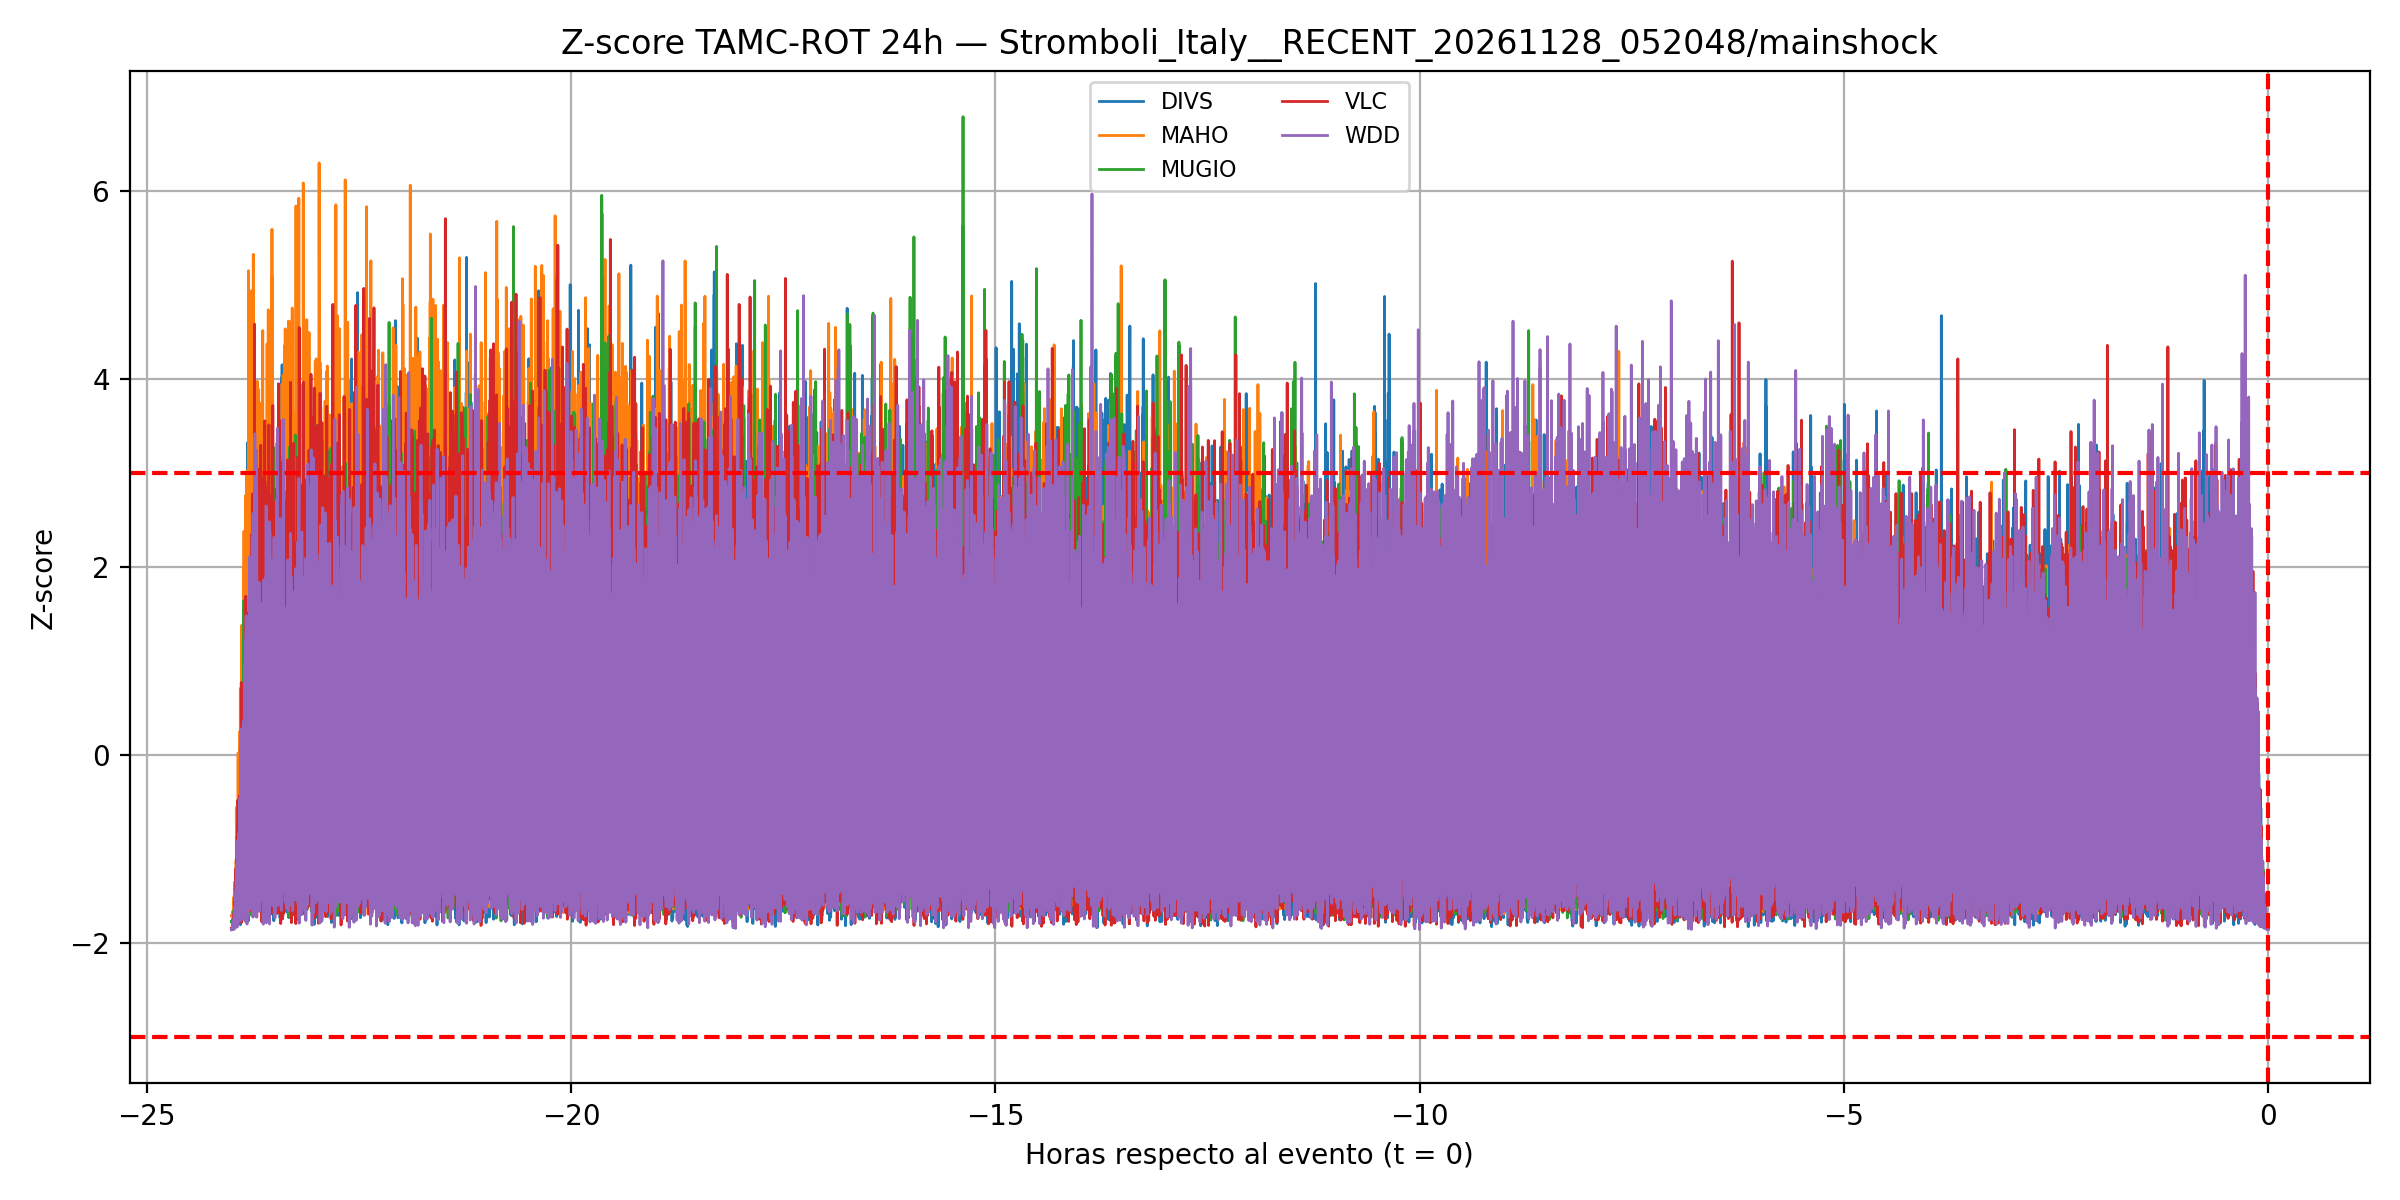 Z-score TAMC-ROT 24h — Stromboli_Italy__RECENT_20261128_052048/mainshock
DIVS
MAHO
MUGIO
VLC
WDD
Z-score
6
4
2
0
−2
−25
−20
−15
−10
−5
0
Horas respecto al evento (t = 0)